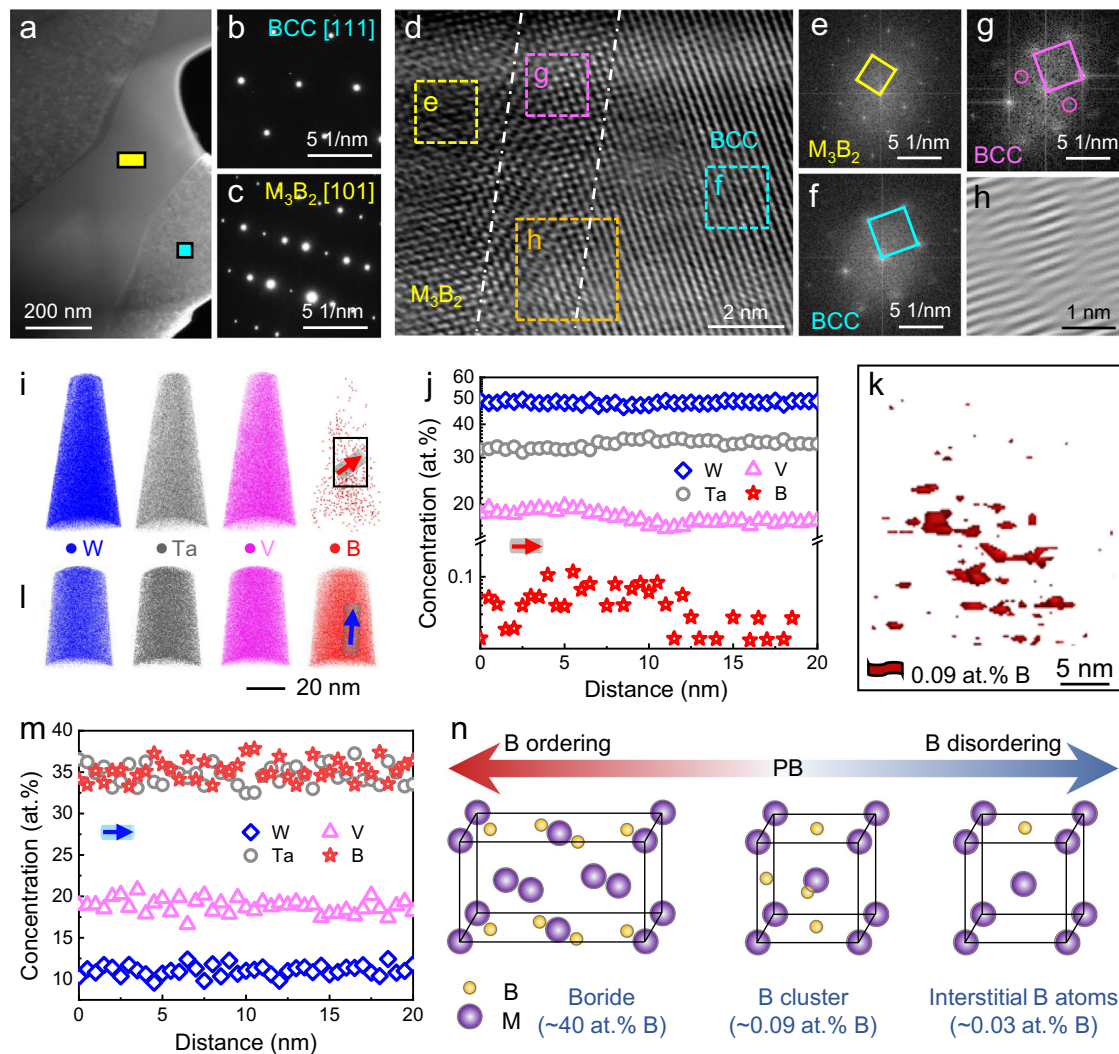 a
200 nm
b
BCC [111]
5 1/nm
c
M₃B₂ [101]
5 1/nm
d
e
g
f
h
BCC
M₃B₂
2 nm
e
M₃B₂
5 1/nm
g
BCC
5 1/nm
f
BCC
5 1/nm
h
1 nm
i
W
Ta
V
B
l
20 nm
j
Concentration (at.%)
60
50
40
30
20
0.1
W
V
Ta
B
0
5
10
15
20
Distance (nm)
k
0.09 at.% B
5 nm
m
Concentration (at.%)
40
35
30
25
20
15
10
W
V
Ta
B
0
5
10
15
20
Distance (nm)
n
B ordering
B disordering
PB
B
M
Boride
(~40 at.% B)
B cluster
(~0.09 at.% B)
Interstitial B atoms
(~0.03 at.% B)